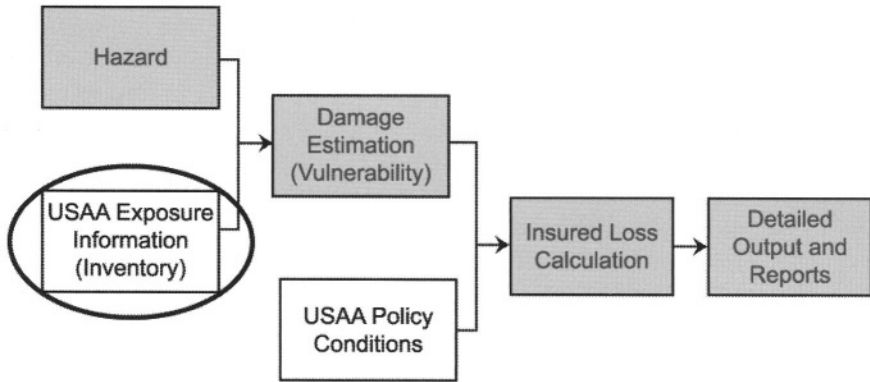 Hazard
Damage
Estimation
(Vulnerability)
USAA Exposure
Information
(Inventory)
Insured Loss
Calculation
Detailed
Output and
Reports
USAA Policy
Conditions